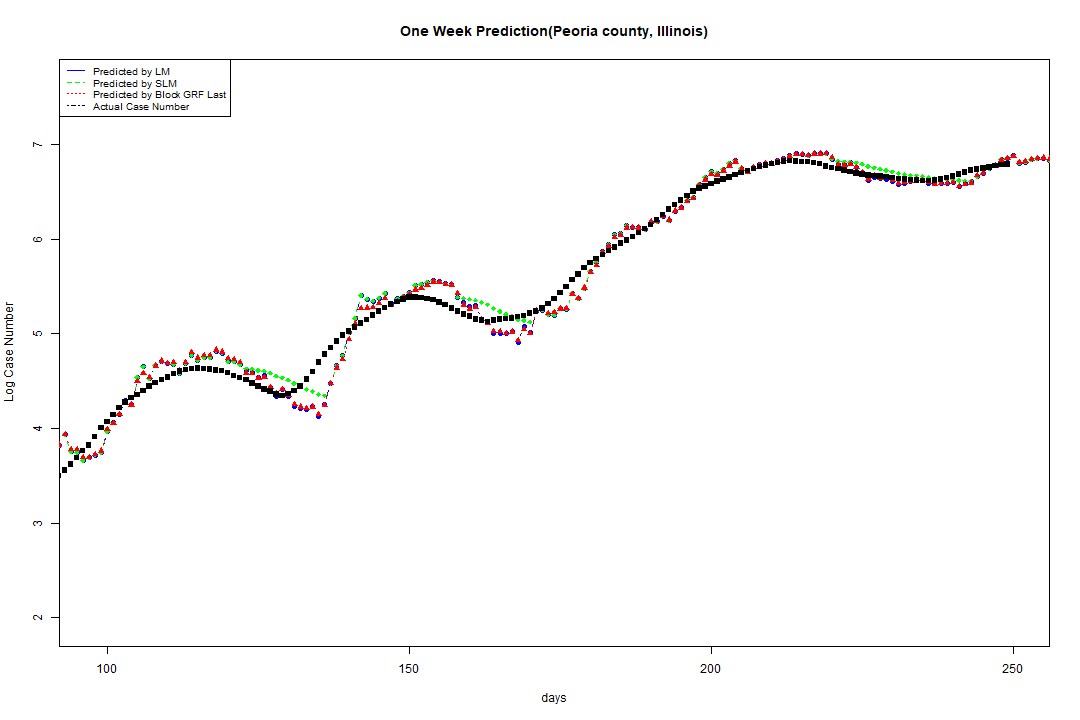 One Week Prediction(Peoria county, Illinois)
Predicted by LM
Predicted by SLM
Predicted by Block GRF Last
Actual Case Number
7
6
5
4
3
2
Log Case Number
100 150 200 250
days